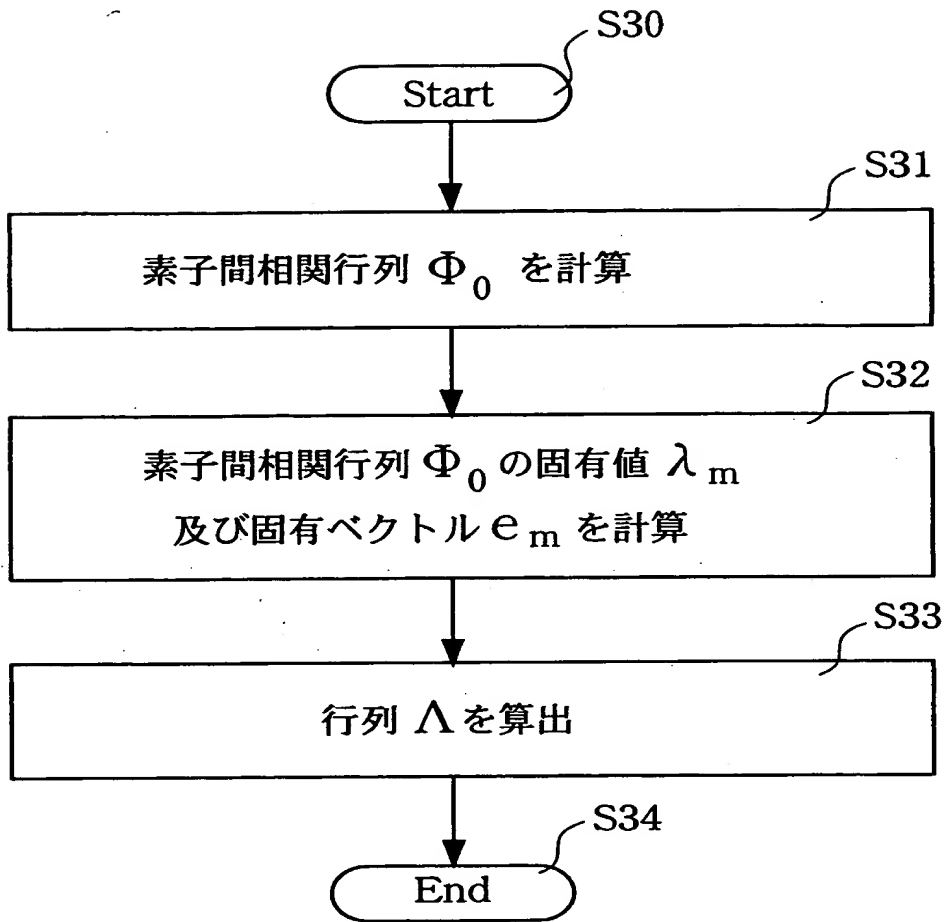 S30
Start
S31
素子間相関行列 Φ₀ を計算
S32
素子間相関行列 Φ₀ の固有値 λₘ
及び固有ベクトル eₘ を計算
S33
行列 Λ を算出
S34
End